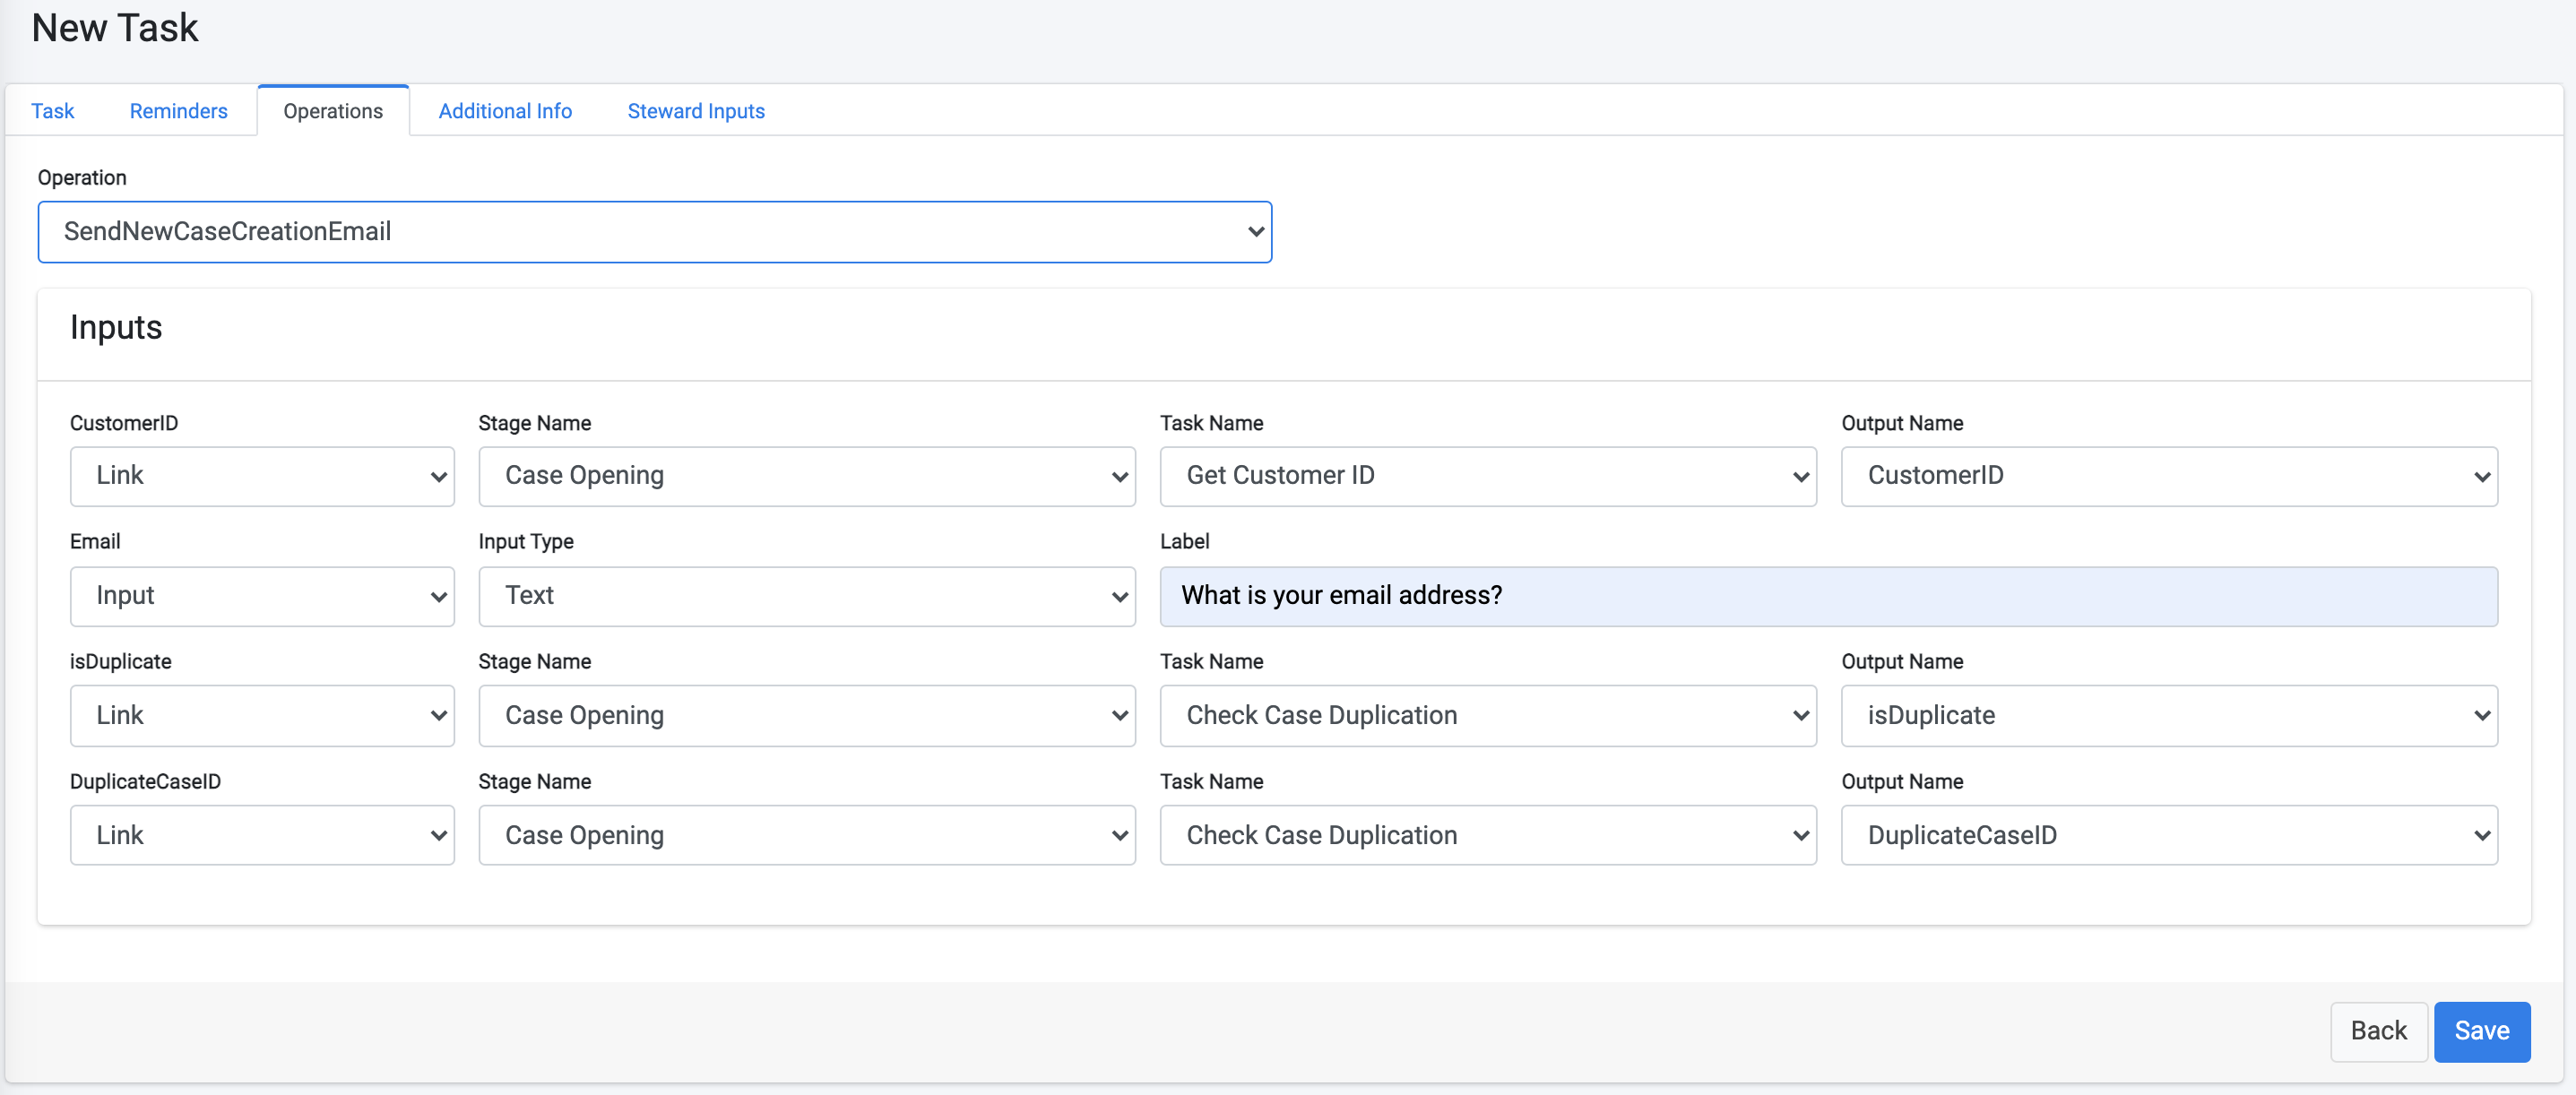 New Task
Task Reminders Operations Additional Info Steward Inputs
Operation
SendNewCaseCreationEmail
Inputs
CustomerID Stage Name Task Name Output Name
Link Case Opening Get Customer ID CustomerID
Email Input Type Label
Input Text What is your email address?
isDuplicate Stage Name Task Name Output Name
Link Case Opening Check Case Duplication isDuplicate
DuplicateCaseID Stage Name Task Name Output Name
Link Case Opening Check Case Duplication DuplicateCaseID
Back Save